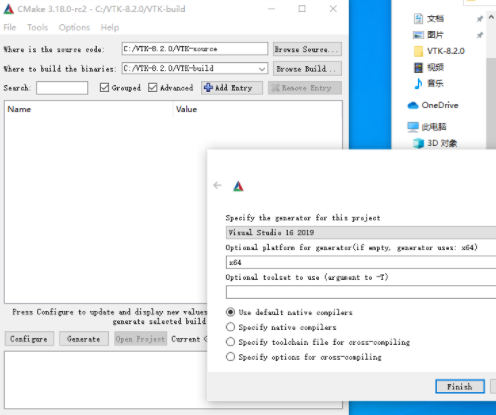 CMake 3.18.0-rc2 - C:/VTK-8.2.0/VTK-build
File Tools Options Help
Where is the source code: C:/VTK-8.2.0/VTK-source Browse Source...
Where to build the binaries: C:/VTK-8.2.0/VTK-build Browse Build...
Search: Grouped Advanced Add Entry Remove Entry
Name Value
Press Configure to update and display new values
generate selected build
Configure Generate Open Project Current
文档
图片
VTK-8.2.0
视频
音乐
OneDrive
此电脑
3D 对象
Specify the generator for this project
Visual Studio 16 2019
Optional platform for generator(if empty, generator uses: x64)
x64
Optional toolset to use (argument to -T)
Use default native compilers
Specify native compilers
Specify toolchain file for cross-compiling
Specify options for cross-compiling
Finish